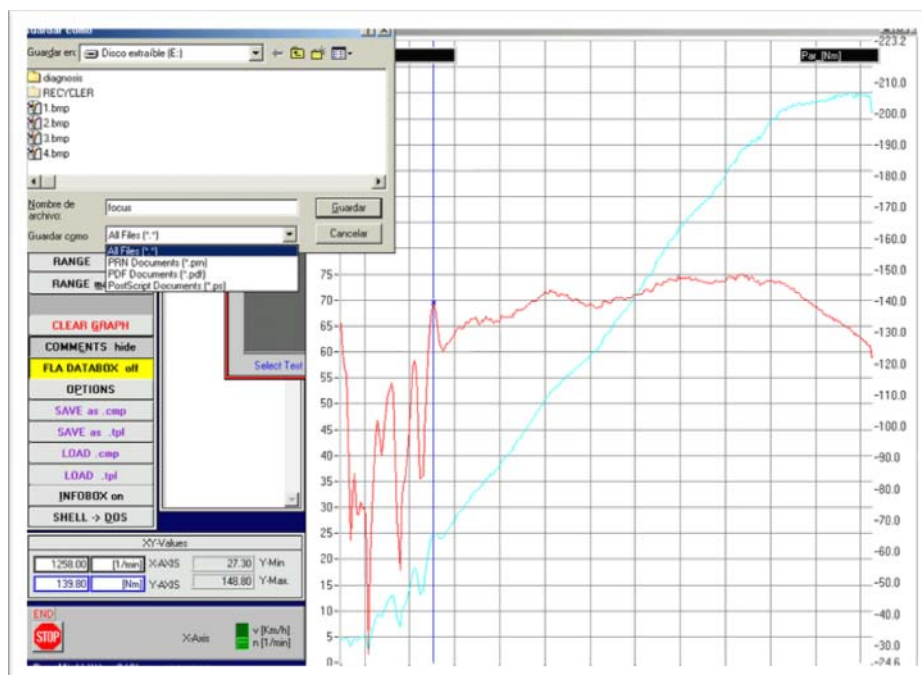 Guardar como
Guardar en: Disco extraíble (E:)
diagnosis
RECYCLER
1.bmp
2.bmp
3.bmp
4.bmp
Nombre de archivo:
focus
Guardar
Guardar como
All Files (*.*)
Cancelar
All Files (*.*)
PRN Documents (*.prn)
PDF Documents (*.pdf)
PostScript Documents (*.ps)
RANGE
RANGE
CLEAR GRAPH
COMMENTS hide
FLA DATABOX off
OPTIONS
SAVE as .cmp
SAVE as .tpl
LOAD .cmp
LOAD .tpl
INFOBOX on
SHELL -> DOS
Select Test
XY-Values
1258.00 [1/min] X-AXIS 27.30 Y-Min
139.80 [Nm] Y-AXIS 148.80 Y-Max.
END
STOP
X-Axis
v [Km/h]
n [1/min]
75
70
65
60
55
50
45
40
35
30
25
20
15
10
5
0
Par_[Nm]
-223.2
-210.0
-200.0
-190.0
-180.0
-170.0
-160.0
-150.0
-140.0
-130.0
-120.0
-110.0
-100.0
-90.0
-80.0
-70.0
-60.0
-50.0
-40.0
-30.0
-24.6